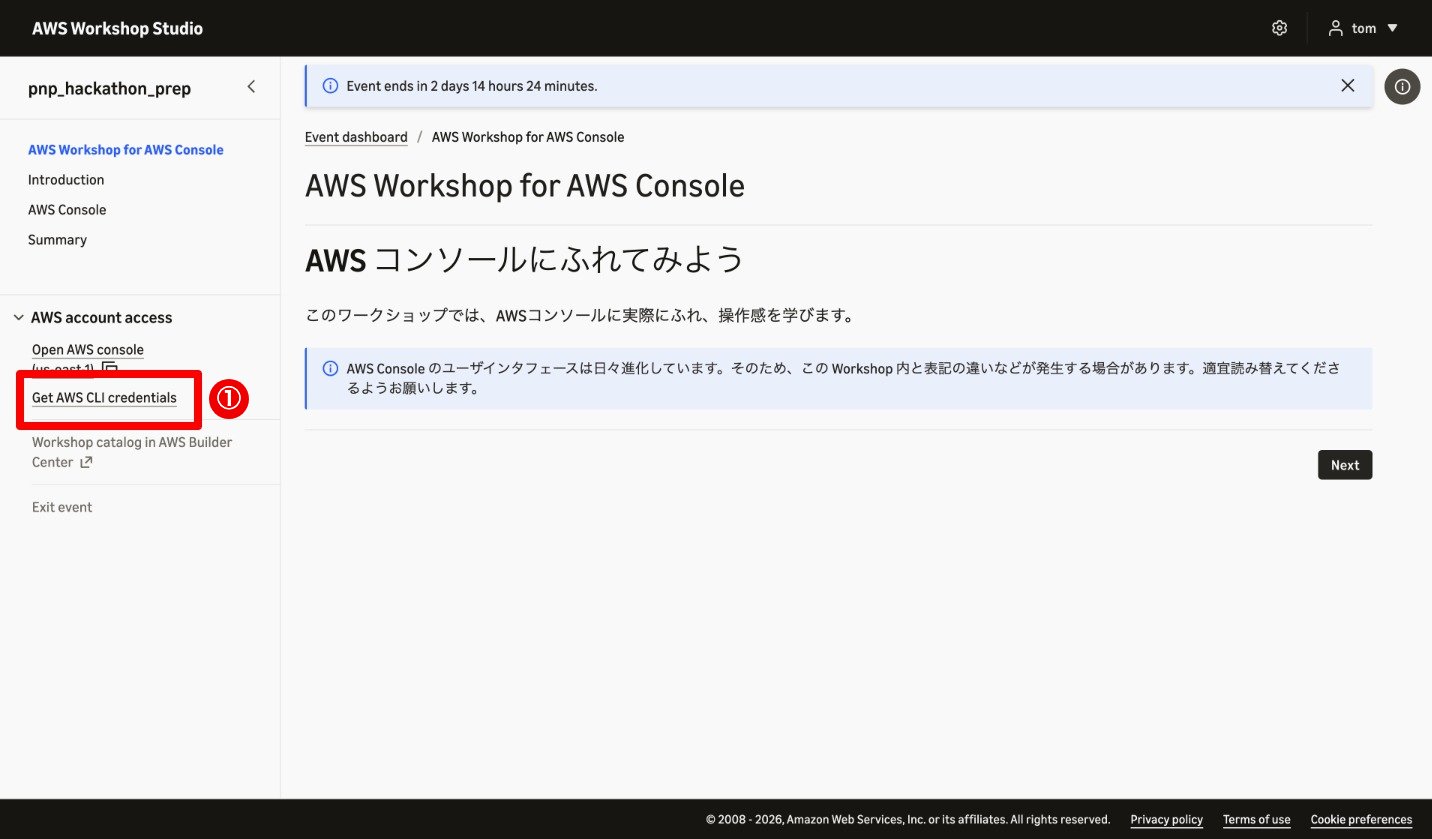 AWS Workshop Studio
tom
pnp_hackathon_prep
AWS Workshop for AWS Console
Introduction
AWS Console
Summary
AWS account access
Open AWS console
(us-east-1)
Get AWS CLI credentials
①
Workshop catalog in AWS Builder
Center
Exit event
Event ends in 2 days 14 hours 24 minutes.
Event dashboard / AWS Workshop for AWS Console
AWS Workshop for AWS Console
AWS コンソールにふれてみよう
このワークショップでは、AWSコンソールに実際にふれ、操作感を学びます。
AWS Console のユーザインタフェースは日々進化しています。そのため、この Workshop 内と表記の違いなどが発生する場合があります。適宜読み替えてくださ
るようお願いします。
Next
© 2008 - 2026, Amazon Web Services, Inc. or its affiliates. All rights reserved. Privacy policy Terms of use Cookie preferences